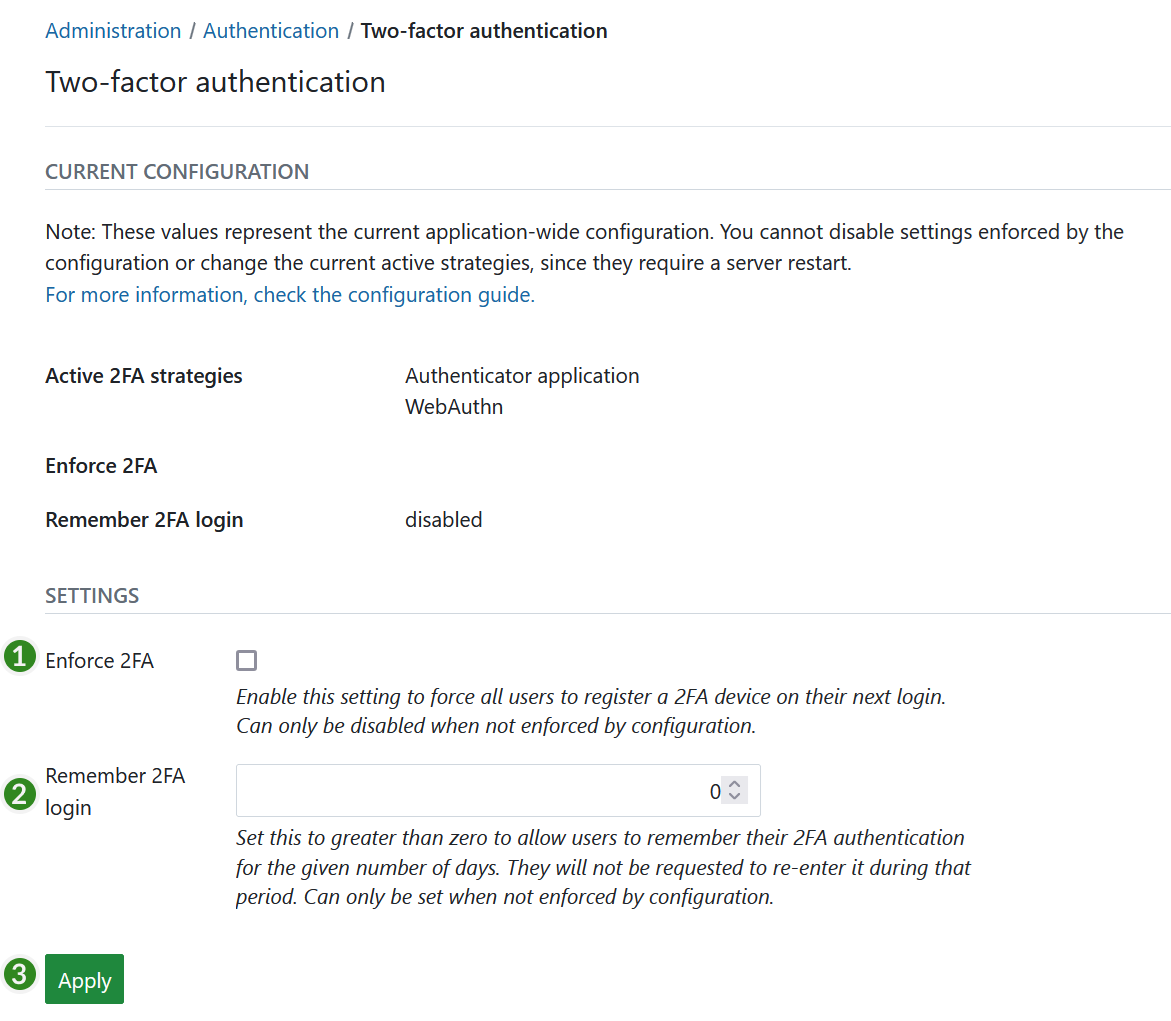 Administration / Authentication / Two-factor authentication
Two-factor authentication
CURRENT CONFIGURATION
Note: These values represent the current application-wide configuration. You cannot disable settings enforced by the
configuration or change the current active strategies, since they require a server restart.
For more information, check the configuration guide.
Active 2FA strategies Authenticator application
WebAuthn
Enforce 2FA
Remember 2FA login disabled
SETTINGS
1 Enforce 2FA
Enable this setting to force all users to register a 2FA device on their next login.
Can only be disabled when not enforced by configuration.
2 Remember 2FA
login
0
Set this to greater than zero to allow users to remember their 2FA authentication
for the given number of days. They will not be requested to re-enter it during that
period. Can only be set when not enforced by configuration.
3 Apply